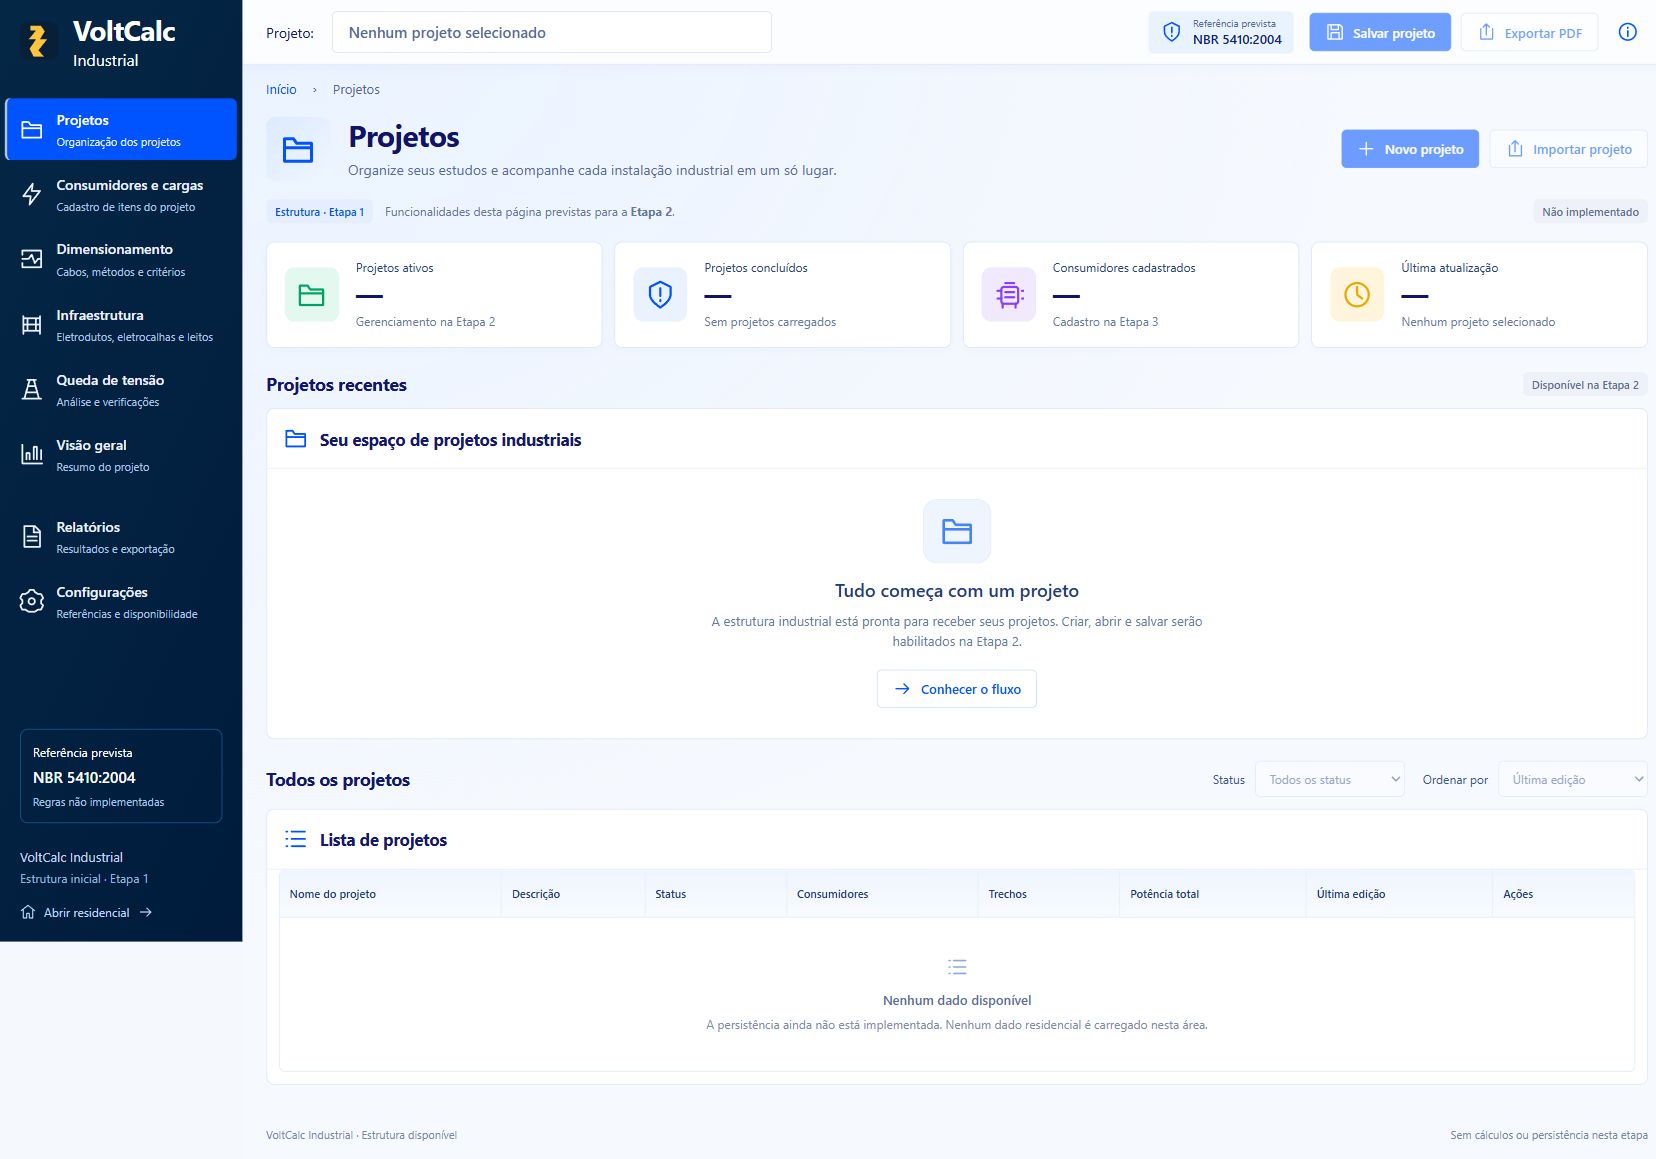 VoltCalc
Industrial
Projetos
Organização dos projetos
Consumidores e cargas
Cadastro de itens do projeto
Dimensionamento
Cabos, métodos e critérios
Infraestrutura
Eletrodutos, eletrocalhas e leitos
Queda de tensão
Análise e verificações
Visão geral
Resumo do projeto
Relatórios
Resultados e exportação
Configurações
Referências e disponibilidade
Referência prevista
NBR 5410:2004
Regras não implementadas
VoltCalc Industrial
Estrutura inicial · Etapa 1
Abrir residencial
Projeto: Nenhum projeto selecionado
Referência prevista
NBR 5410:2004
Salvar projeto
Exportar PDF
Início › Projetos
Projetos
Organize seus estudos e acompanhe cada instalação industrial em um só lugar.
Novo projeto
Importar projeto
Estrutura · Etapa 1 Funcionalidades desta página previstas para a Etapa 2.
Não implementado
Projetos ativos
—
Gerenciamento na Etapa 2
Projetos concluídos
—
Sem projetos carregados
Consumidores cadastrados
—
Cadastro na Etapa 3
Última atualização
—
Nenhum projeto selecionado
Projetos recentes
Disponível na Etapa 2
Seu espaço de projetos industriais
Tudo começa com um projeto
A estrutura industrial está pronta para receber seus projetos. Criar, abrir e salvar serão
habilitados na Etapa 2.
Conhecer o fluxo
Todos os projetos
Status Todos os status Ordenar por Última edição
Lista de projetos
Nome do projeto Descrição Status Consumidores Trechos Potência total Última edição Ações
Nenhum dado disponível
A persistência ainda não está implementada. Nenhum dado residencial é carregado nesta área.
VoltCalc Industrial · Estrutura disponível
Sem cálculos ou persistência nesta etapa